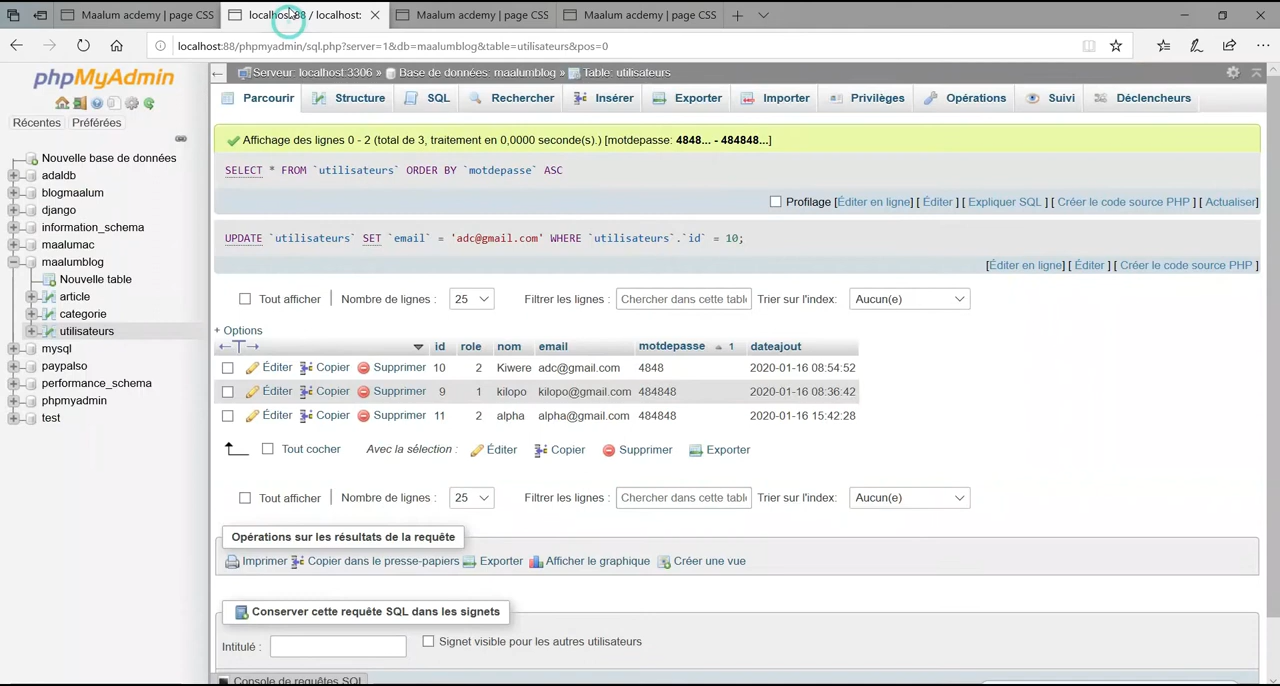 Maalum acdemy | page CSS
localhost:88 / localhost:
Maalum acdemy | page CSS
Maalum acdemy | page CSS
localhost:88/phpmyadmin/sql.php?server=1&db=maalumblog&table=utilisateurs&pos=0
phpMyAdmin
Récentes Préférées
Nouvelle base de données
adaldb
blogmaalum
django
information_schema
maalumac
maalumblog
Nouvelle table
article
categorie
utilisateurs
mysql
paypalso
performance_schema
phpmyadmin
test
Serveur: localhost:3306 » Base de données: maalumblog » Table: utilisateurs
Parcourir Structure SQL Rechercher Insérer Exporter Importer Privilèges Opérations Suivi Déclencheurs
Affichage des lignes 0 - 2 (total de 3, traitement en 0,0000 seconde(s).) [motdepasse: 4848... - 484848...]
SELECT * FROM `utilisateurs` ORDER BY `motdepasse` ASC
Profilage [Éditer en ligne] [ Éditer ] [ Expliquer SQL ] [ Créer le code source PHP ] [ Actualiser]
UPDATE `utilisateurs` SET `email` = 'adc@gmail.com' WHERE `utilisateurs`.`id` = 10;
[Éditer en ligne] [ Éditer ] [ Créer le code source PHP ]
Tout afficher | Nombre de lignes : 25 Filtrer les lignes : Chercher dans cette table Trier sur l'index: Aucun(e)
+ Options
←T→ id role nom email motdepasse 1 dateajout
Éditer Copier Supprimer 10 2 Kiwere adc@gmail.com 4848 2020-01-16 08:54:52
Éditer Copier Supprimer 9 1 kilopo kilopo@gmail.com 484848 2020-01-16 08:36:42
Éditer Copier Supprimer 11 2 alpha alpha@gmail.com 484848 2020-01-16 15:42:28
Tout cocher Avec la sélection : Éditer Copier Supprimer Exporter
Tout afficher | Nombre de lignes : 25 Filtrer les lignes : Chercher dans cette table Trier sur l'index: Aucun(e)
Opérations sur les résultats de la requête
Imprimer Copier dans le presse-papiers Exporter Afficher le graphique Créer une vue
Conserver cette requête SQL dans les signets
Intitulé : Signet visible pour les autres utilisateurs
Console de requêtes SQL